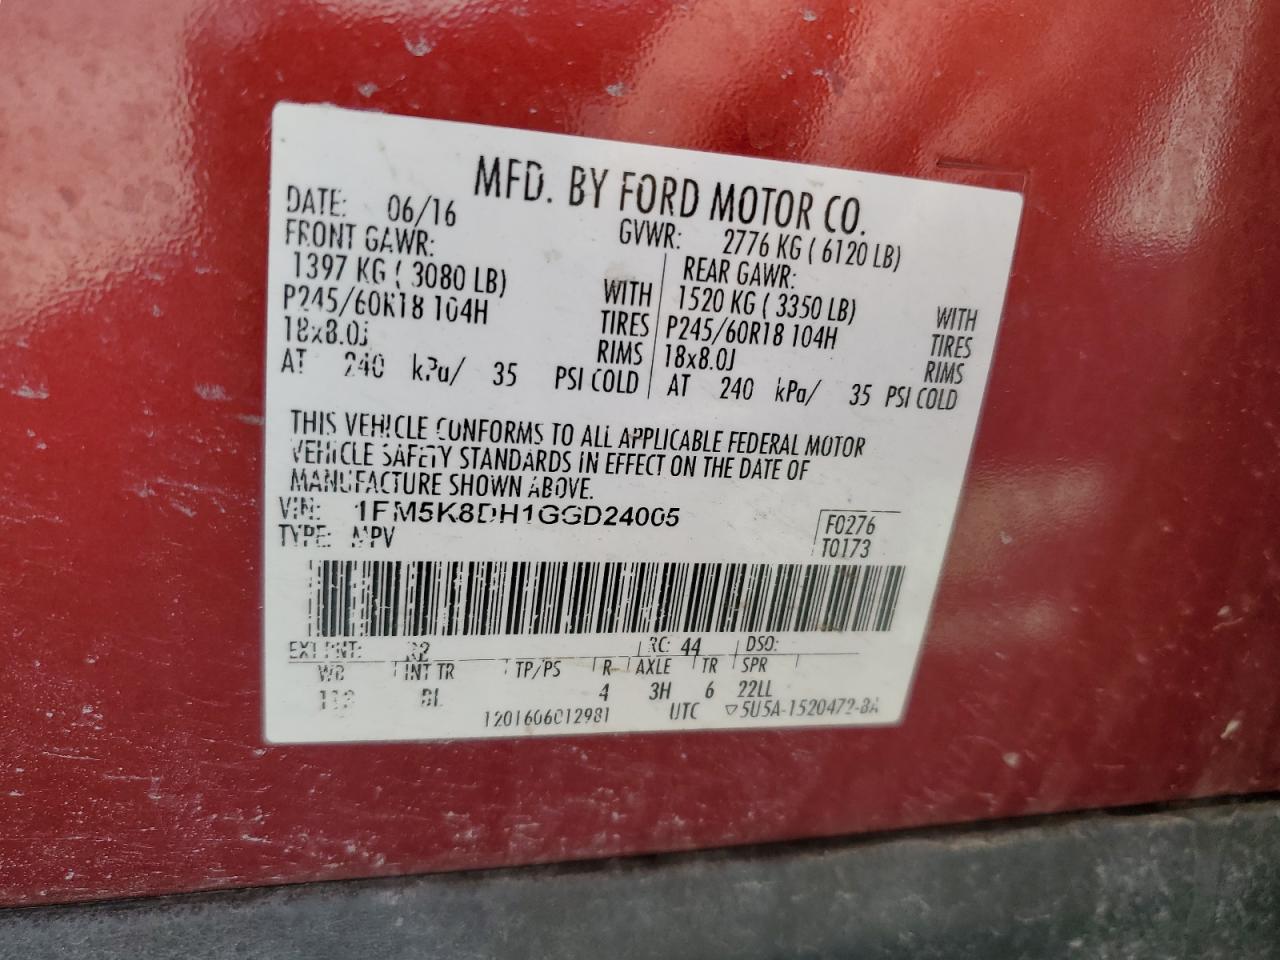 MFD. BY FORD MOTOR CO.
DATE: 06/16 GVWR: 2776 KG ( 6120 LB)
FRONT GAWR: REAR GAWR:
1397 KG ( 3080 LB) WITH 1520 KG ( 3350 LB) WITH
P245/60R18 104H TIRES P245/60R18 104H TIRES
18x8.0J RIMS 18x8.0J RIMS
AT 240 kPa/ 35 PSI COLD AT 240 kPa/ 35 PSI COLD
THIS VEHICLE CONFORMS TO ALL APPLICABLE FEDERAL MOTOR
VEHICLE SAFETY STANDARDS IN EFFECT ON THE DATE OF
MANUFACTURE SHOWN ABOVE.
VIN: 1FM5K8DH1GGD24005 F0276
TYPE: MPV T0173
EXT PNT: RC: 44 DSO:
WB INT TR TP/PS R AXLE TR SPR
4 3H 6 22LL
1201606012981 UTC ▽5U5A-1520472-BA